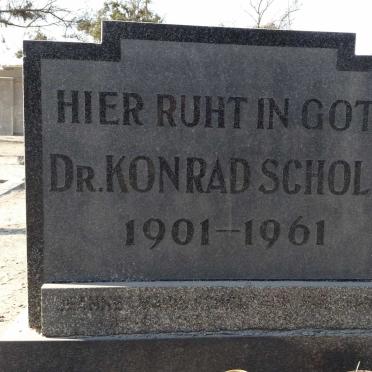 HIER RUHT IN GOT
DR. KONRAD SCHOL
1901–1961